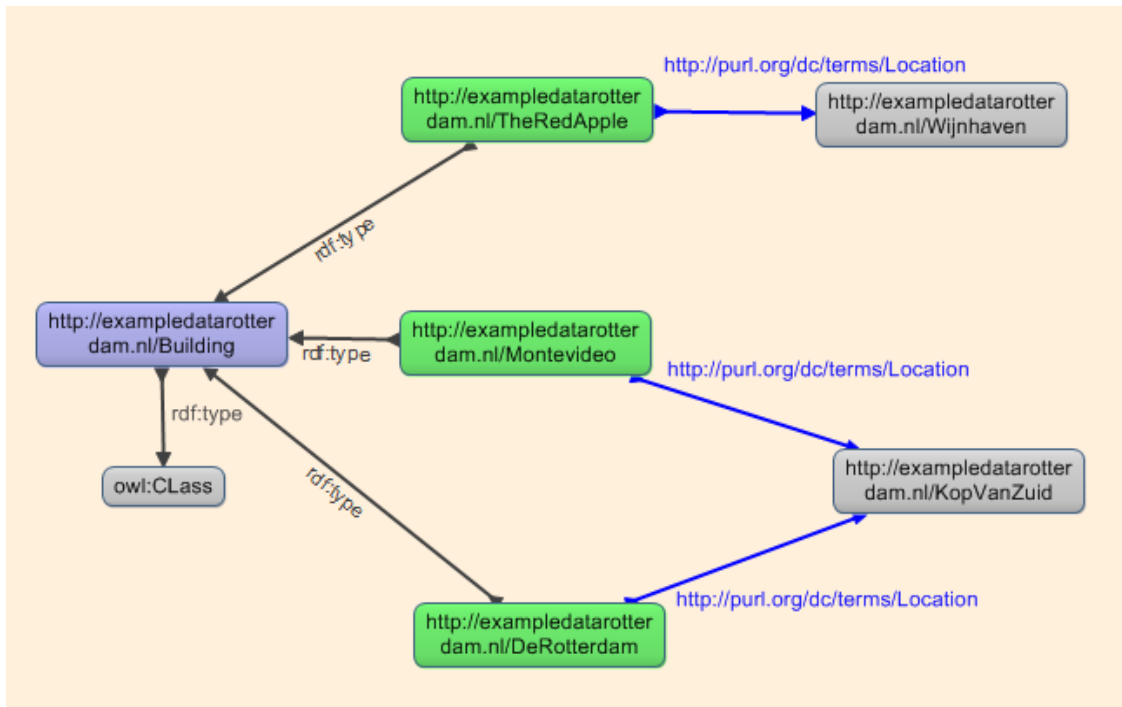 http://purl.org/dc/terms/Location
http://exampledatarotter
dam.nl/TheRedApple
http://exampledatarotter
dam.nl/Wijnhaven
rdf:type
http://exampledatarotter
dam.nl/Building
rdf:type
http://exampledatarotter
dam.nl/Montevideo
http://purl.org/dc/terms/Location
rdf:type
owl:CLass
rdf:type
http://exampledatarotter
dam.nl/KopVanZuid
http://purl.org/dc/terms/Location
http://exampledatarotter
dam.nl/DeRotterdam